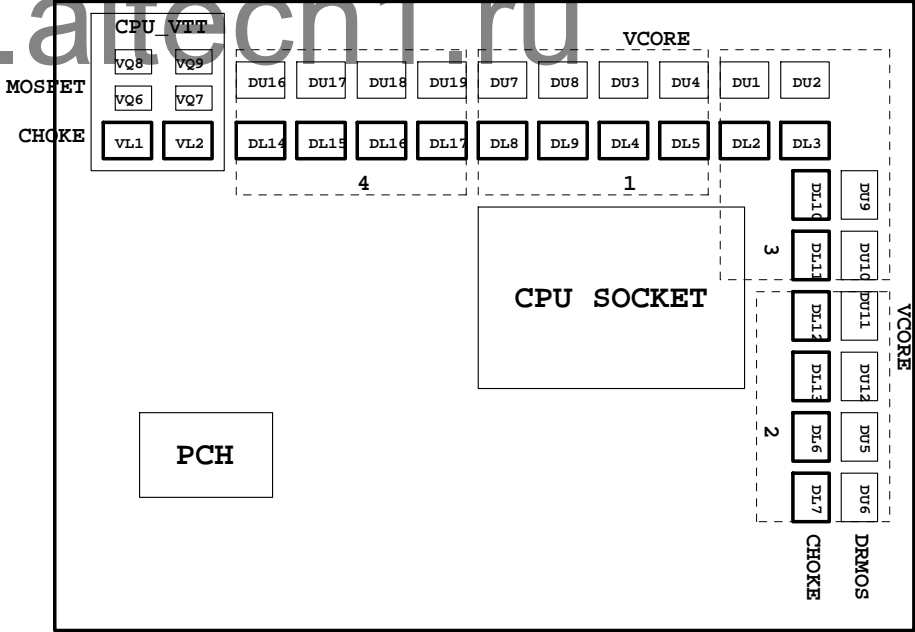 .altech1.ru
CPU_VTT
VCORE
VQ8 VQ9
MOSFET
VQ6 VQ7
DU16 DU17 DU18 DU19 DU7 DU8 DU3 DU4 DU1 DU2
CHOKE
VL1 VL2 DL14 DL15 DL16 DL17 DL8 DL9 DL4 DL5 DL2 DL3
4 1
DL10 DU9
3
DL11 DU10
CPU SOCKET
DL12 DU11
VCORE
DL13 DU12
2
DL6 DU5
PCH
DL7 DU6
CHOKE DRMOS